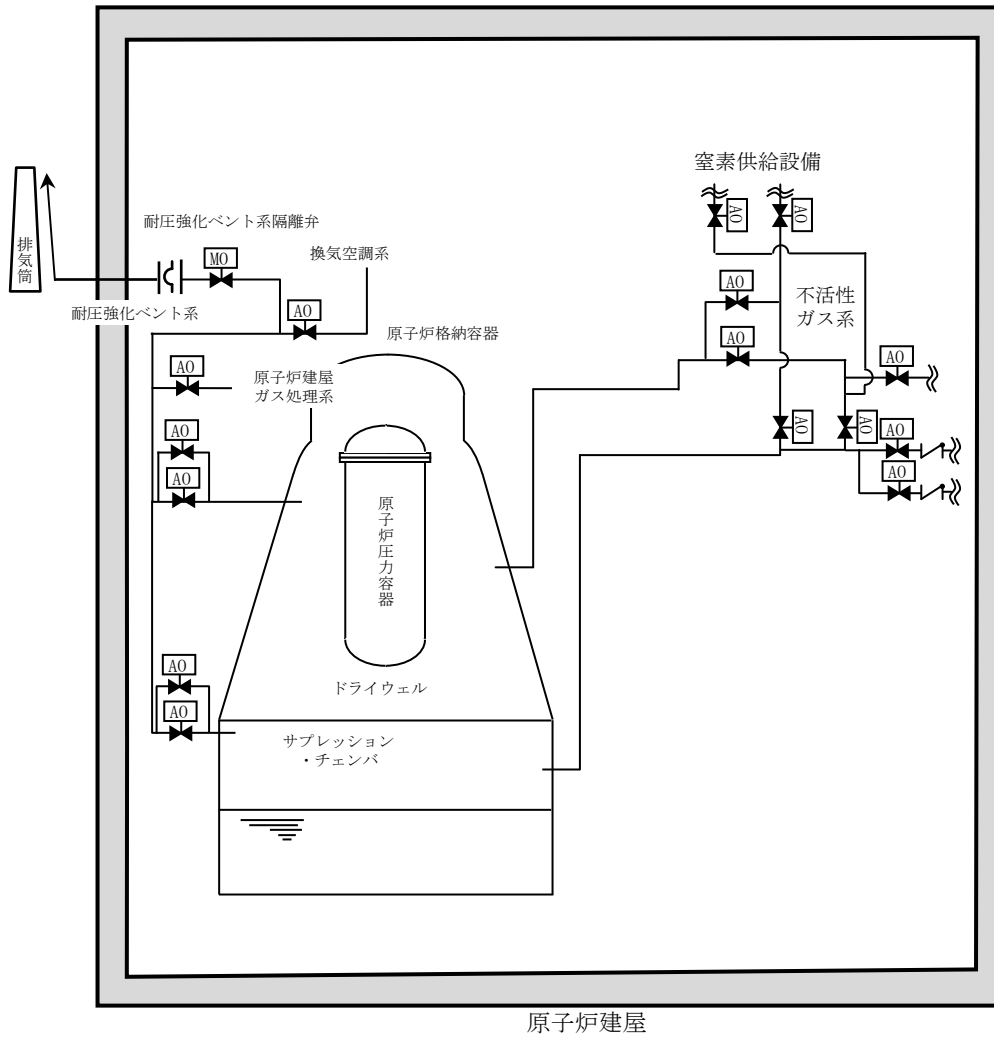 窒素供給設備
AO
AO
耐圧強化ベント系隔離弁
排気筒
MO
換気空調系
AO
不活性
ガス系
耐圧強化ベント系
AO
原子炉格納容器
AO
AO
原子炉建屋
ガス処理系
AO
AO
AO
AO
AO
AO
AO
AO
原子炉圧力容器
AO
ドライウェル
AO
サプレッション
・チェンバ
原子炉建屋